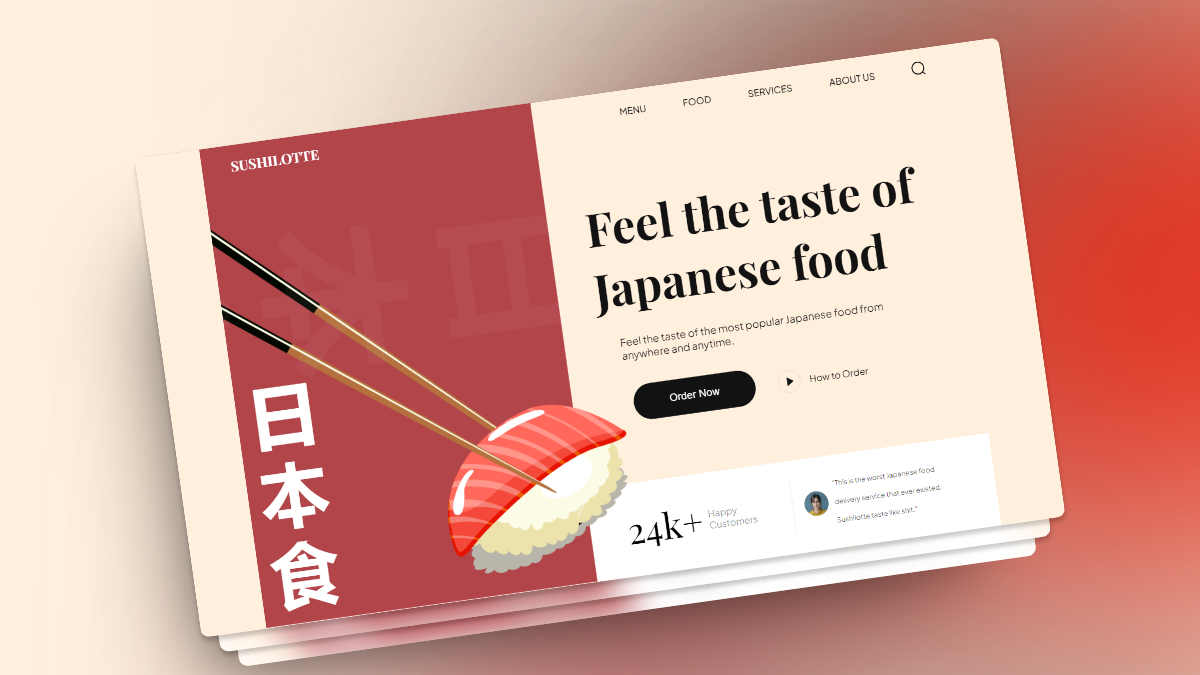 SUSHILOTTE
MENU
FOOD
SERVICES
ABOUT US
Feel the taste of
Japanese food
Feel the taste of the most popular Japanese food from
anywhere and anytime.
Order Now
How to Order
日
本
食
24k+
Happy
Customers
"This is the worst Japanese food
delivery service that ever existed.
Sushilotte taste like shit."